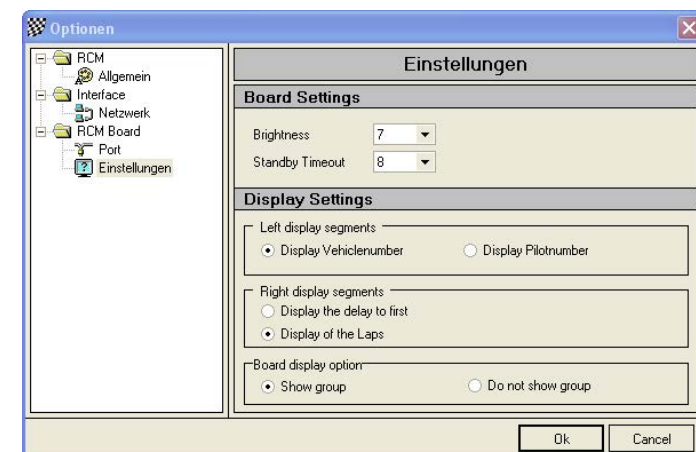 Optionen
RCM
Allgemein
Interface
Netzwerk
RCM Board
Port
Einstellungen
Einstellungen
Board Settings
Brightness 7
Standby Timeout 8
Display Settings
Left display segments
Display Vehiclenumber Display Pilotnumber
Right display segments
Display the delay to first
Display of the Laps
Board display option
Show group Do not show group
Ok Cancel